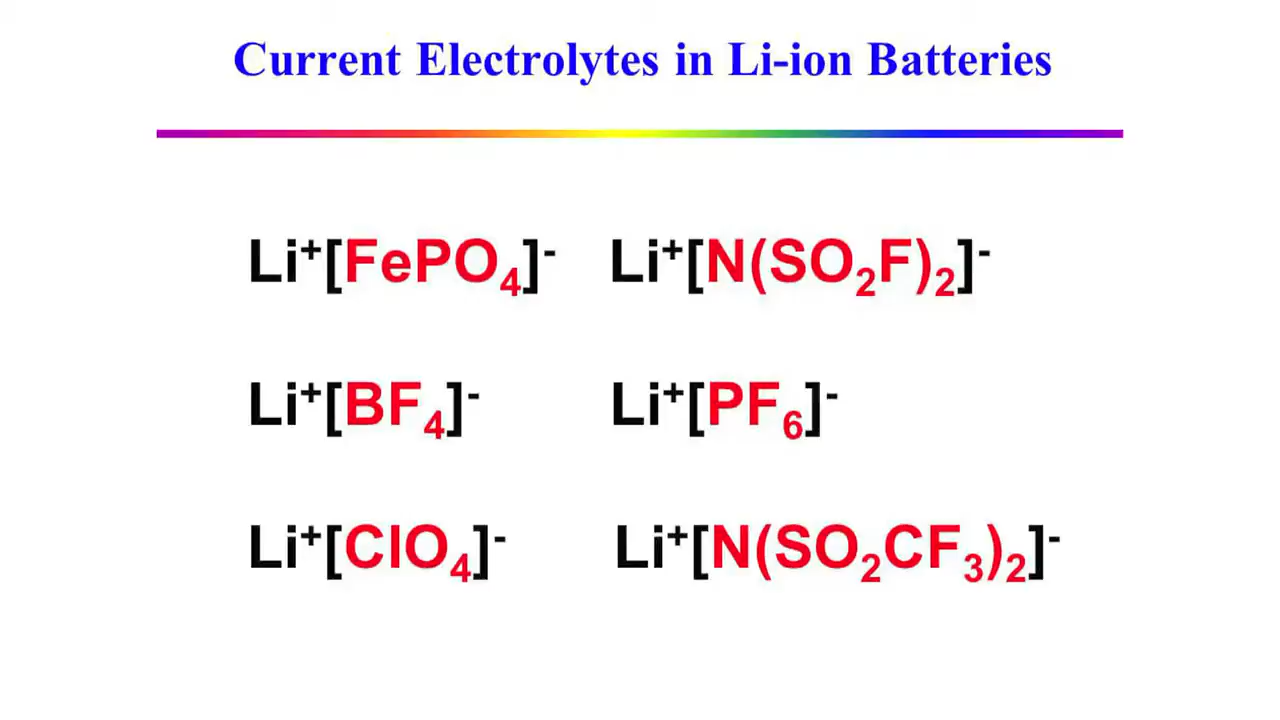 Current Electrolytes in Li-ion Batteries
Li⁺[FePO₄]⁻ Li⁺[N(SO₂F)₂]⁻
Li⁺[BF₄]⁻ Li⁺[PF₆]⁻
Li⁺[ClO₄]⁻ Li⁺[N(SO₂CF₃)₂]⁻